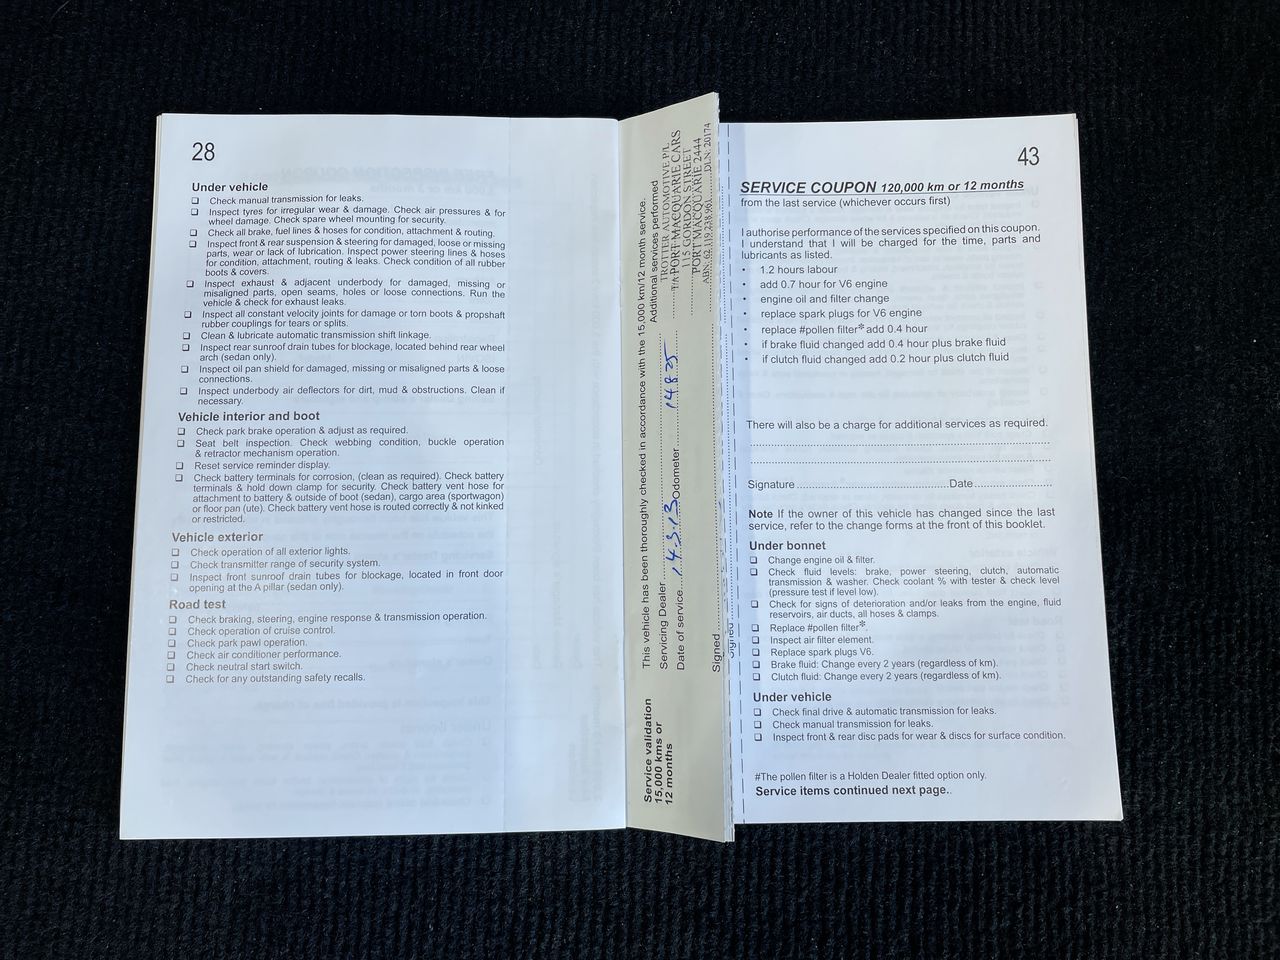 28
Under vehicle
❏ Check manual transmission for leaks.
❏ Inspect tyres for irregular wear & damage. Check air pressures & for
wheel damage. Check spare wheel mounting for security.
❏ Check all brake, fuel lines & hoses for condition, attachment & routing.
❏ Inspect front & rear suspension & steering for damaged, loose or missing
parts, wear or lack of lubrication. Inspect power steering lines & hoses
for condition, attachment, routing & leaks. Check condition of all rubber
boots & covers.
❏ Inspect exhaust & adjacent underbody for damaged, missing or
misaligned parts, open seams, holes or loose connections. Run the
vehicle & check for exhaust leaks.
❏ Inspect all constant velocity joints for damage or torn boots & propshaft
rubber couplings for tears or splits.
❏ Clean & lubricate automatic transmission shift linkage.
❏ Inspect rear sunroof drain tubes for blockage, located behind rear wheel
arch (sedan only).
❏ Inspect oil pan shield for damaged, missing or misaligned parts & loose
connections.
❏ Inspect underbody air deflectors for dirt, mud & obstructions. Clean if
necessary.
Vehicle interior and boot
❏ Check park brake operation & adjust as required.
❏ Seat belt inspection. Check webbing condition, buckle operation
& retractor mechanism operation.
❏ Reset service reminder display.
❏ Check battery terminals for corrosion, (clean as required). Check battery
terminals & hold down clamp for security. Check battery vent hose for
attachment to battery & outside of boot (sedan), cargo area (sportwagon)
or floor pan (ute). Check battery vent hose is routed correctly & not kinked
or restricted.
Vehicle exterior
❏ Check operation of all exterior lights.
❏ Check transmitter range of security system.
❏ Inspect front sunroof drain tubes for blockage, located in front door
opening at the A pillar (sedan only).
Road test
❏ Check braking, steering, engine response & transmission operation.
❏ Check operation of cruise control.
❏ Check park pawl operation.
❏ Check air conditioner performance.
❏ Check neutral start switch.
❏ Check for any outstanding safety recalls.
Service validation
15,000 kms or
12 months
This vehicle has been thoroughly checked in accordance with the 15,000 km/12 month service.
Servicing Dealer Additional services performed
Date of service 14.3.13 Odometer 14825
Signed
Signed
TROTTER AUTOMOTIVE P/L
T/A PORT MACQUARIE CARS
115 GORDON STREET
PORT MACQUARIE 2444
ABN: 62 119 238 961 DLN: 20174
43
SERVICE COUPON 120,000 km or 12 months
from the last service (whichever occurs first)
I authorise performance of the services specified on this coupon.
I understand that I will be charged for the time, parts and
lubricants as listed.
• 1.2 hours labour
• add 0.7 hour for V6 engine
• engine oil and filter change
• replace spark plugs for V6 engine
• replace #pollen filter* add 0.4 hour
• if brake fluid changed add 0.4 hour plus brake fluid
• if clutch fluid changed add 0.2 hour plus clutch fluid
There will also be a charge for additional services as required.
Signature Date
Note If the owner of this vehicle has changed since the last
service, refer to the change forms at the front of this booklet.
Under bonnet
❏ Change engine oil & filter.
❏ Check fluid levels: brake, power steering, clutch, automatic
transmission & washer. Check coolant % with tester & check level
(pressure test if level low).
❏ Check for signs of deterioration and/or leaks from the engine, fluid
reservoirs, air ducts, all hoses & clamps.
❏ Replace #pollen filter*.
❏ Inspect air filter element.
❏ Replace spark plugs V6.
❏ Brake fluid: Change every 2 years (regardless of km).
❏ Clutch fluid: Change every 2 years (regardless of km).
Under vehicle
❏ Check final drive & automatic transmission for leaks.
❏ Check manual transmission for leaks.
❏ Inspect front & rear disc pads for wear & discs for surface condition.
#The pollen filter is a Holden Dealer fitted option only.
Service items continued next page..